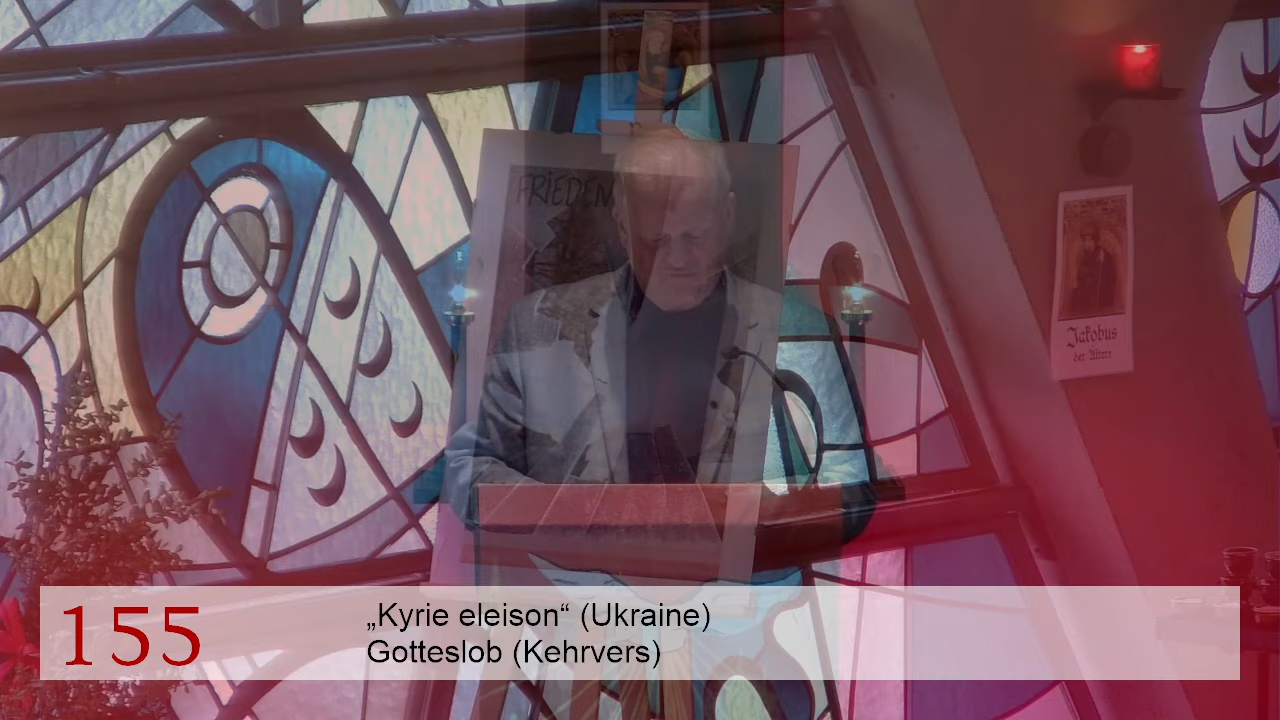 FRIEDEN
Jakobus
der Ältere
155
„Kyrie eleison“ (Ukraine)
Gotteslob (Kehrvers)